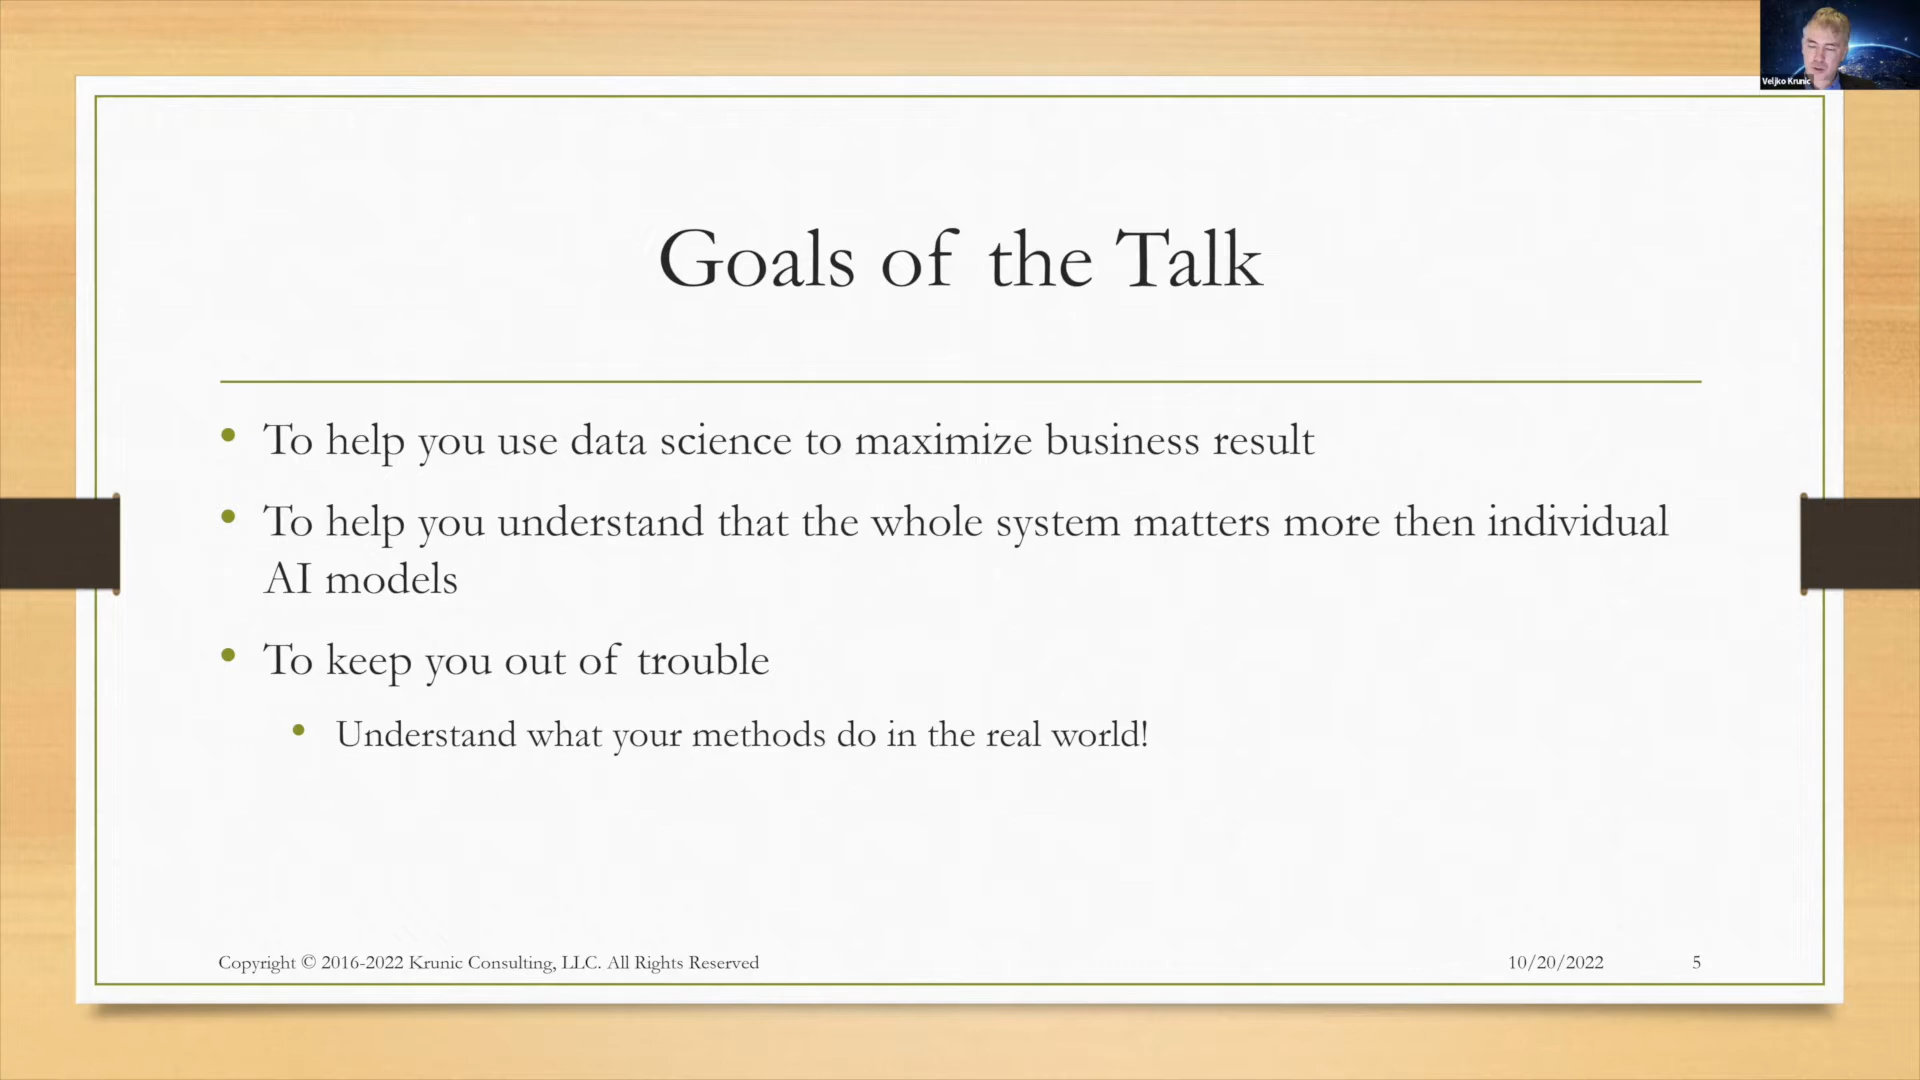 Veljko Krunic
Goals of the Talk
• To help you use data science to maximize business result
• To help you understand that the whole system matters more then individual
AI models
• To keep you out of trouble
• Understand what your methods do in the real world!
Copyright © 2016-2022 Krunic Consulting, LLC. All Rights Reserved
10/20/2022
5